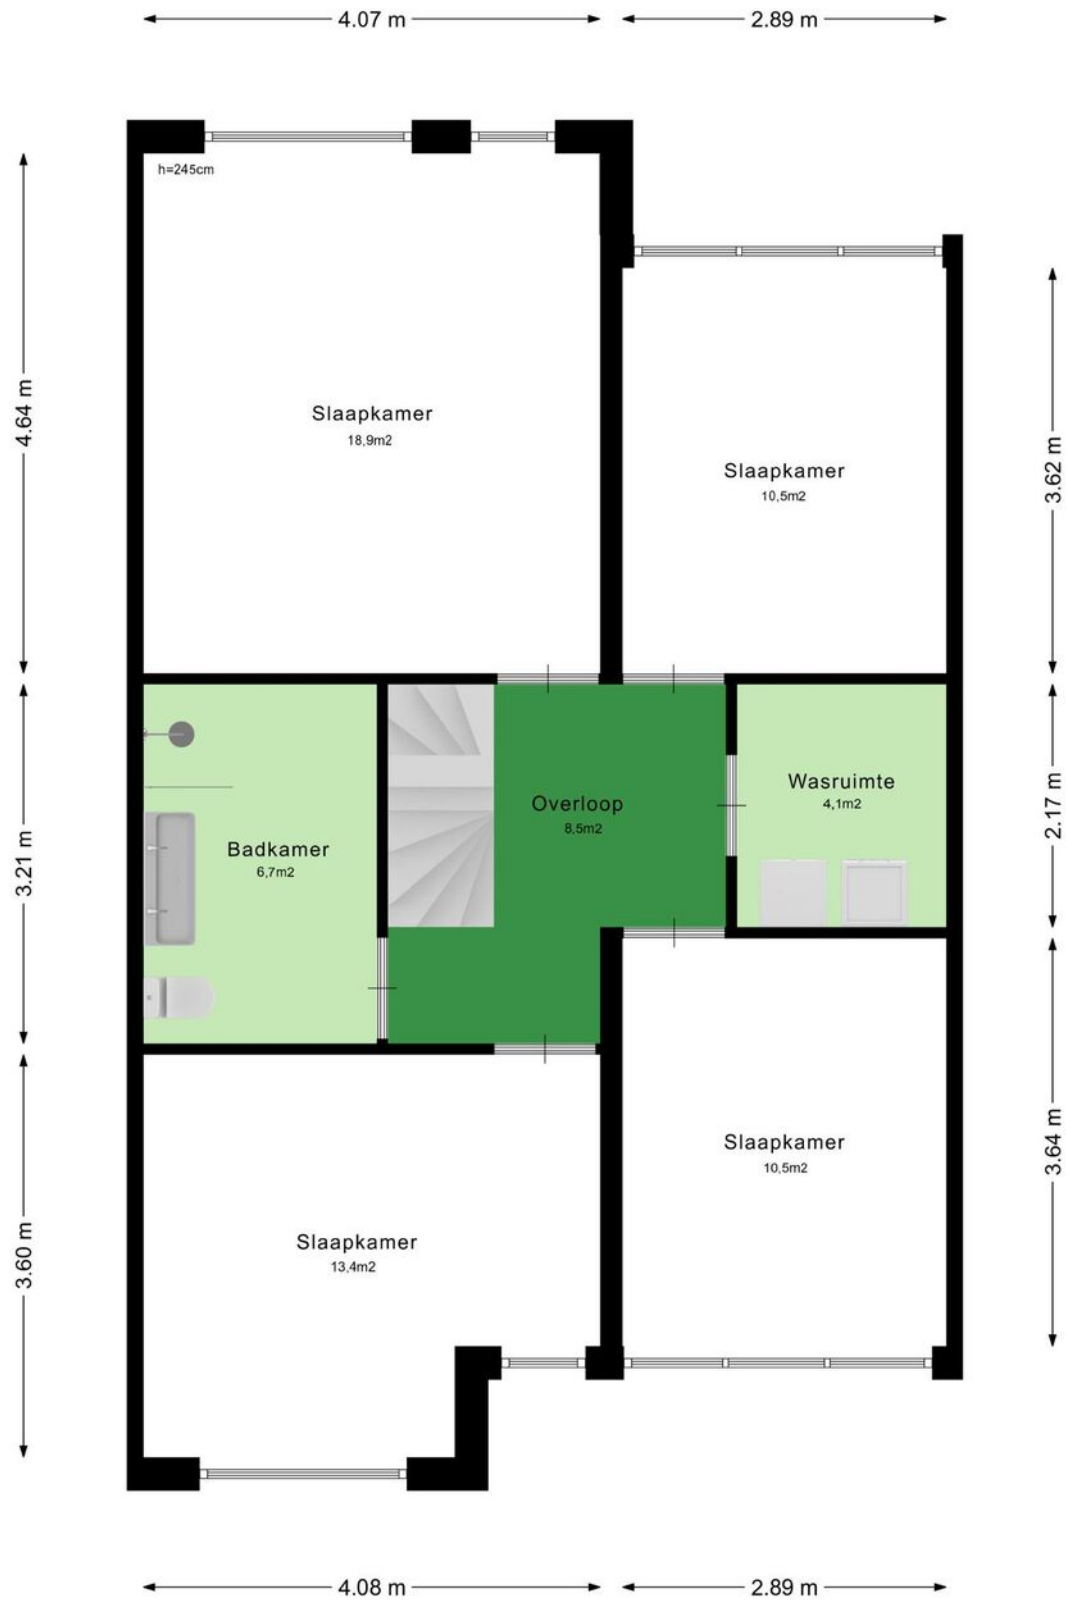 4.07 m
2.89 m
h=245cm
4.64 m
Slaapkamer
18,9m2
3.62 m
Slaapkamer
10,5m2
Overloop
8,5m2
Wasruimte
4,1m2
2.17 m
3.21 m
Badkamer
6,7m2
Slaapkamer
10,5m2
3.64 m
3.60 m
Slaapkamer
13,4m2
4.08 m
2.89 m